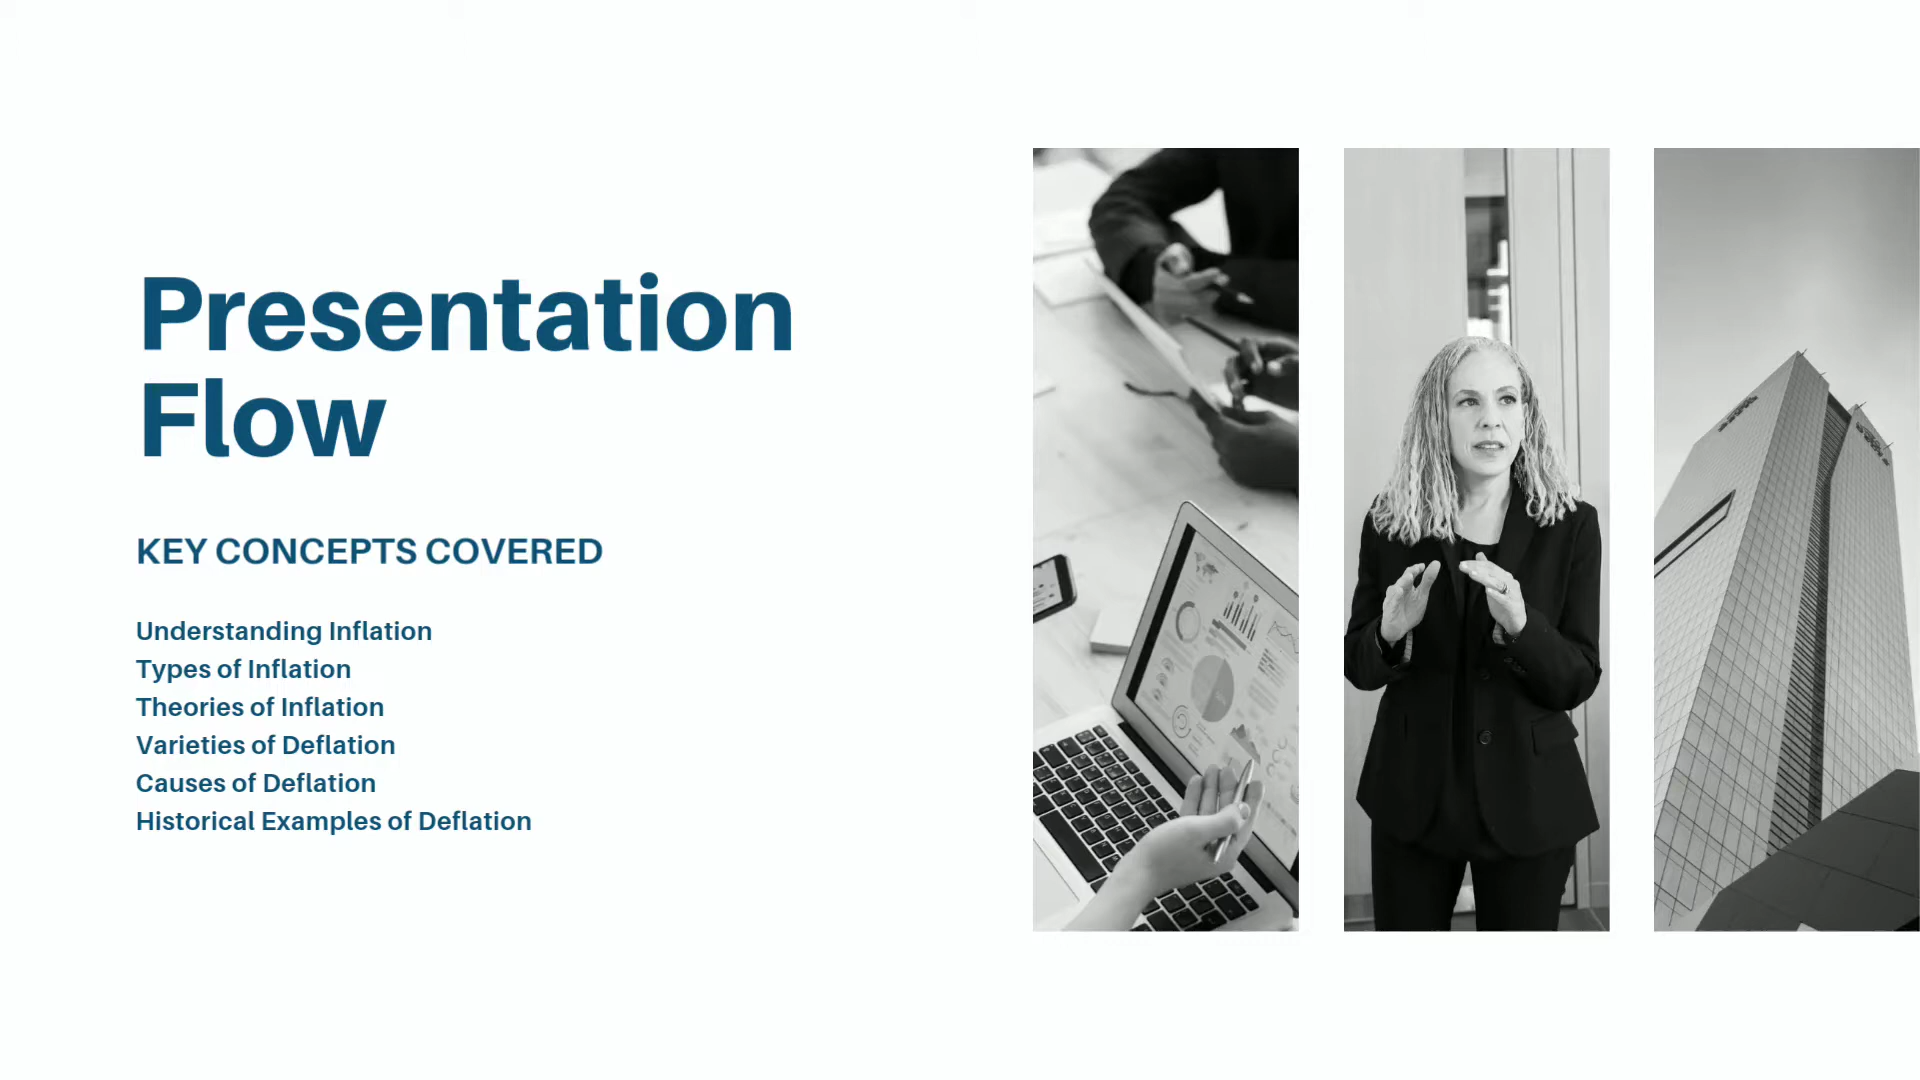 Presentation
Flow
KEY CONCEPTS COVERED
Understanding Inflation
Types of Inflation
Theories of Inflation
Varieties of Deflation
Causes of Deflation
Historical Examples of Deflation